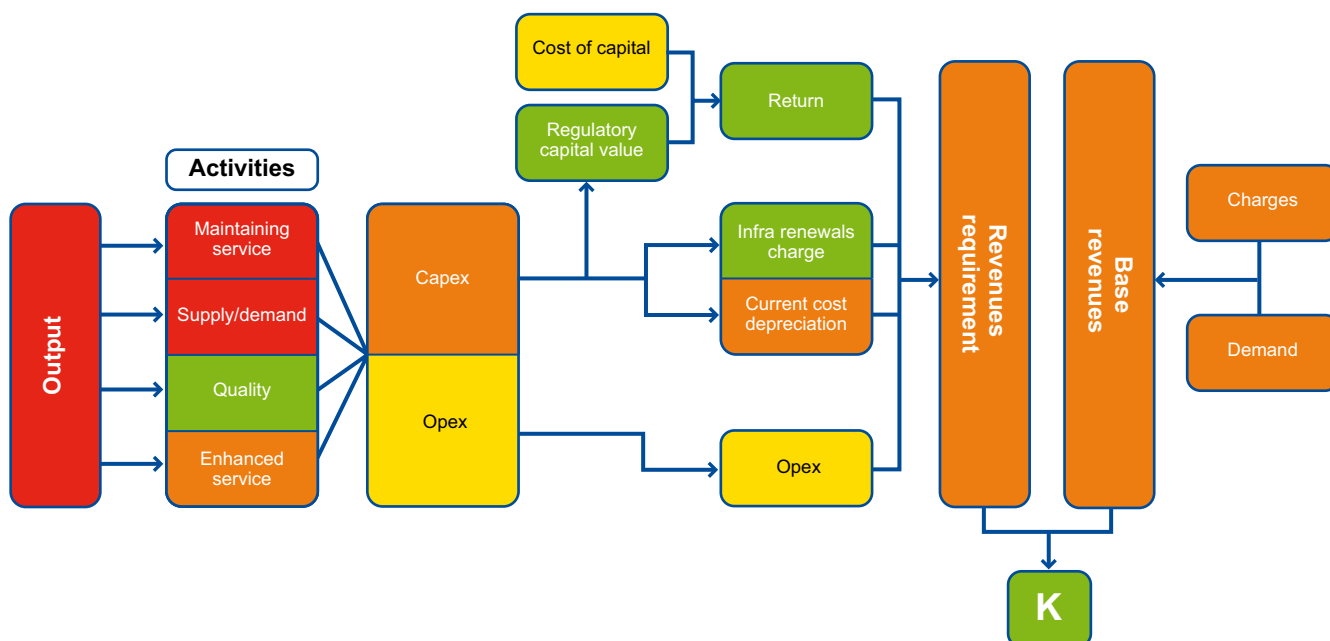 Cost of capital
Regulatory
capital value
Return
Activities
Output
Maintaining
service
Supply/demand
Quality
Enhanced
service
Capex
Opex
Infra renewals
charge
Current cost
depreciation
Opex
Revenues
requirement
Base
revenues
Charges
Demand
K